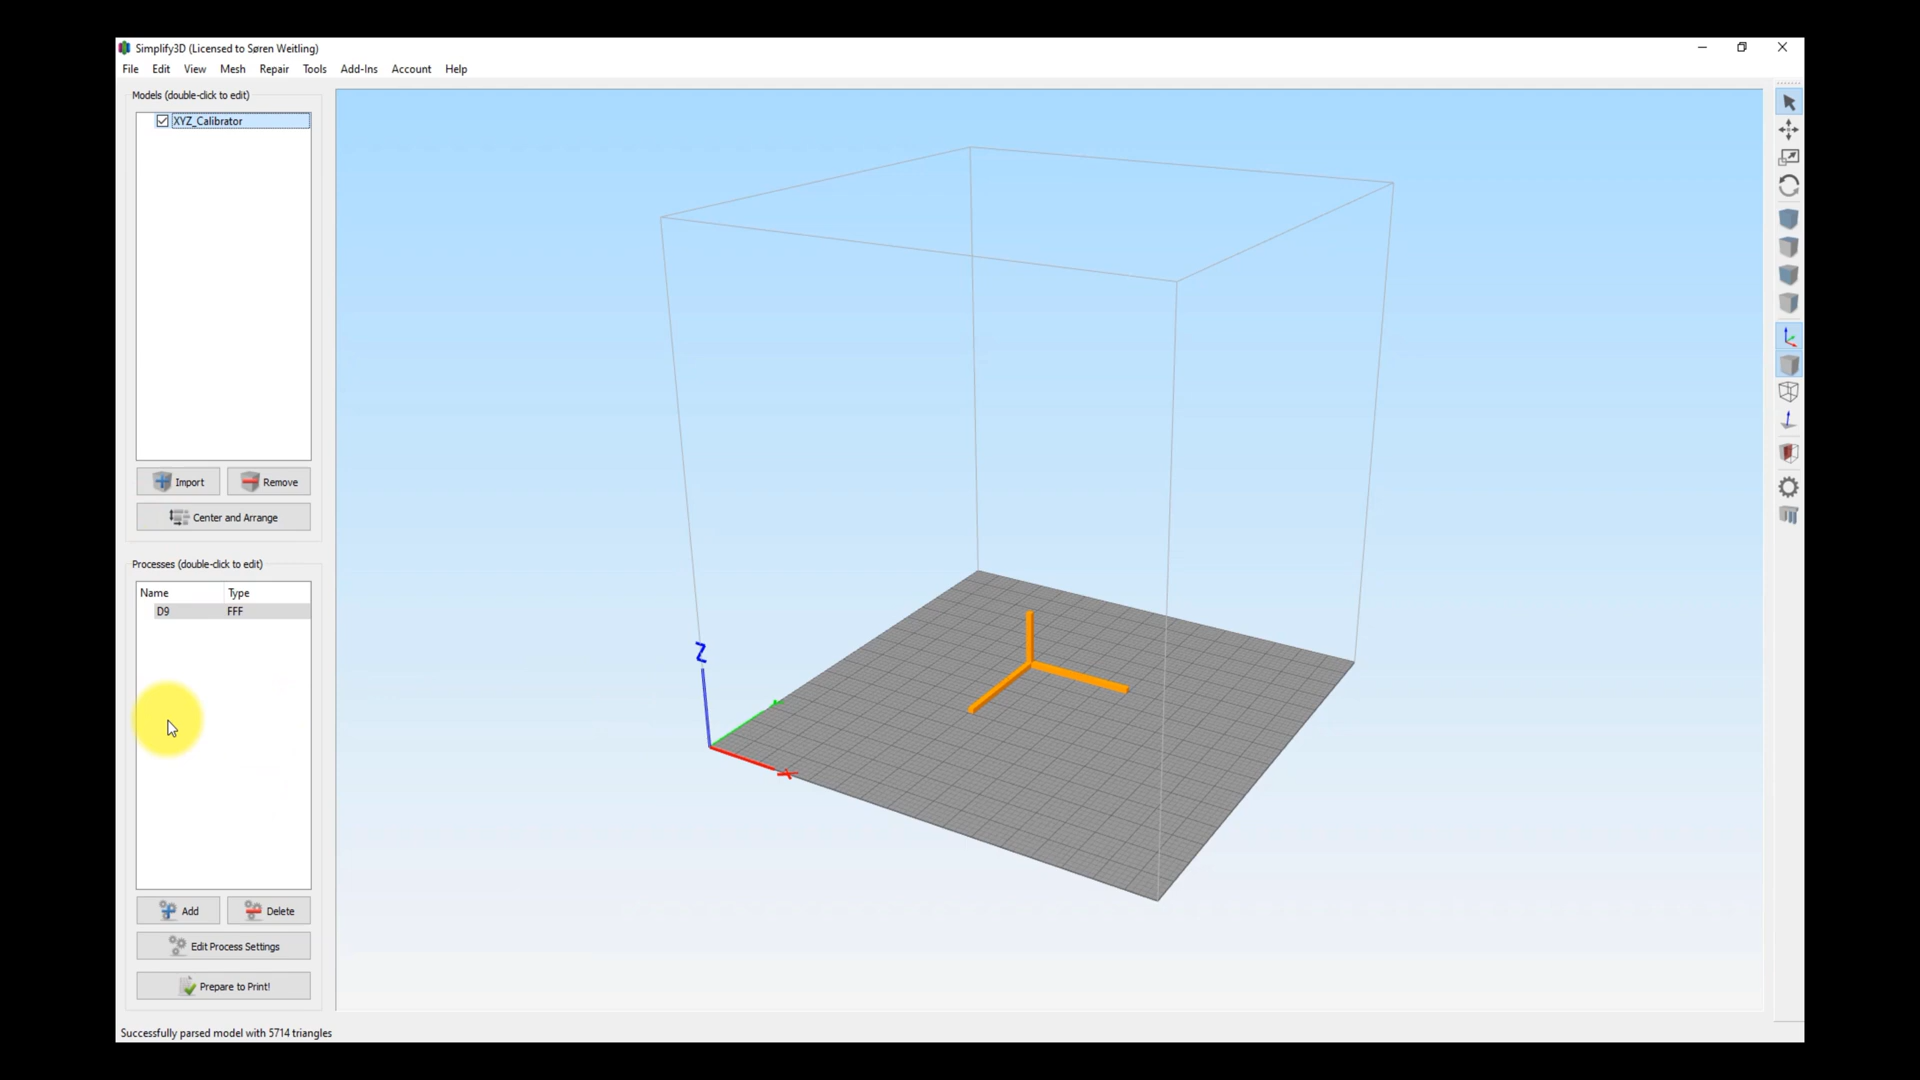 Simplify3D (Licensed to Søren Weitling)
File Edit View Mesh Repair Tools Add-Ins Account Help
Models (double-click to edit)
XYZ_Calibrator
Import Remove
Center and Arrange
Processes (double-click to edit)
Name Type
D9 FFF
Z
Add Delete
Edit Process Settings
Prepare to Print!
Successfully parsed model with 5714 triangles